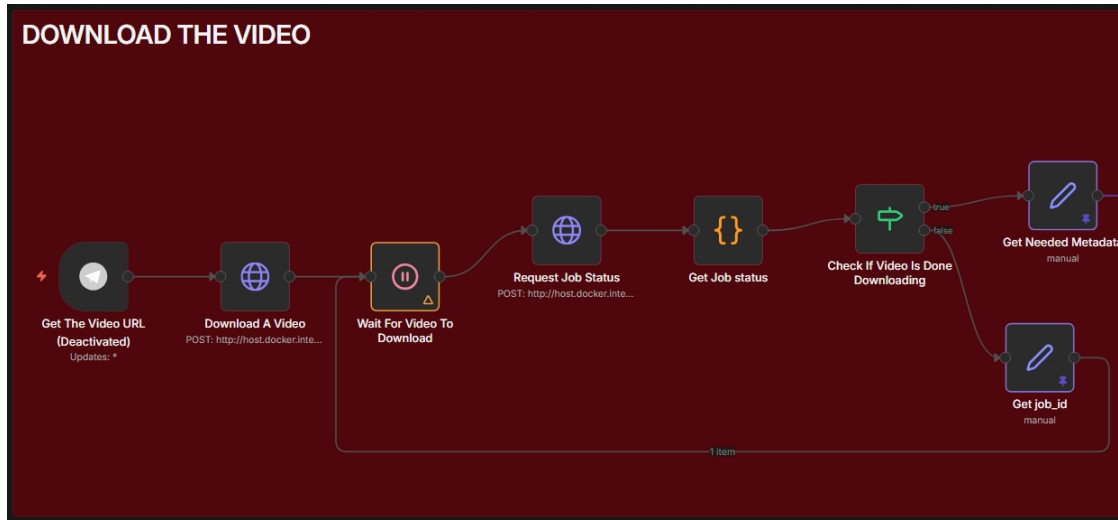 DOWNLOAD THE VIDEO
Get The Video URL
(Deactivated)
Updates: *
Download A Video
POST: http://host.docker.inte...
Wait For Video To
Download
Request Job Status
POST: http://host.docker.inte...
Get Job status
Check If Video Is Done
Downloading
true
false
Get Needed Metadata
manual
Get job_id
manual
1 item